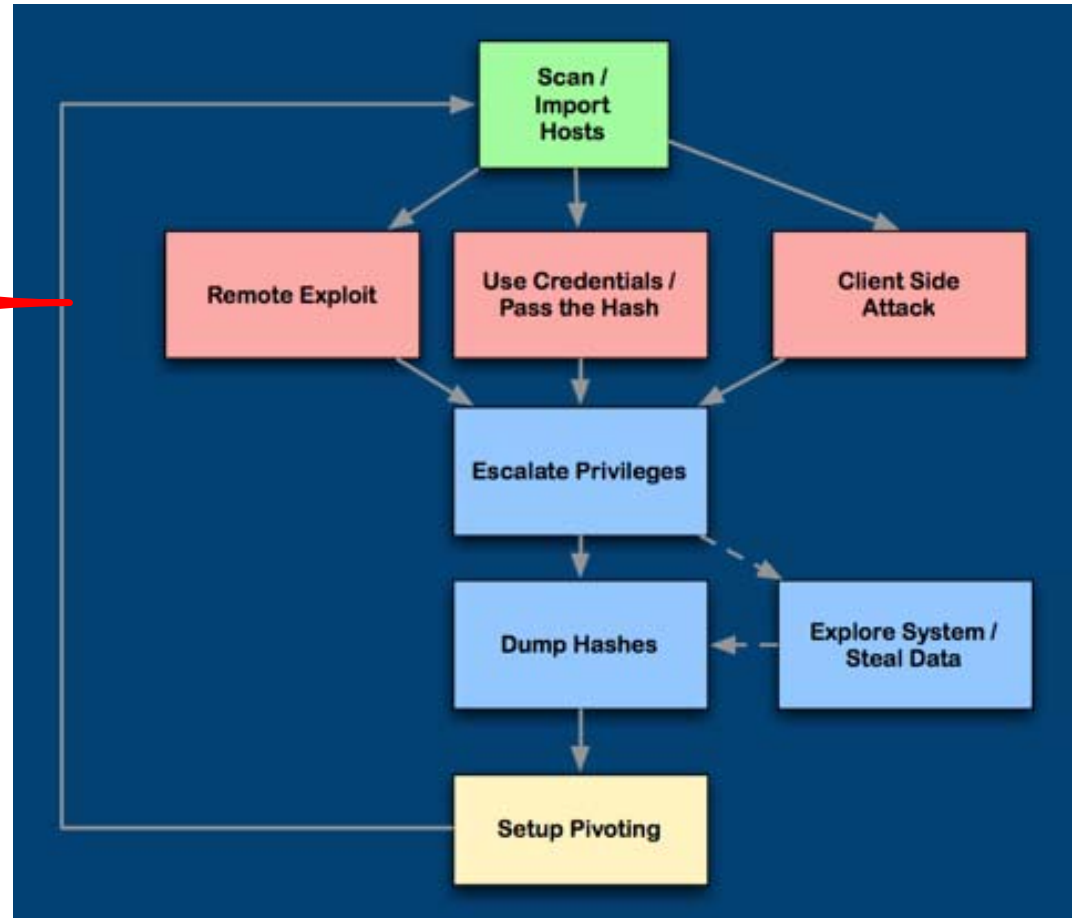 Scan /
Import
Hosts
Remote Exploit
Use Credentials /
Pass the Hash
Client Side
Attack
Escalate Privileges
Dump Hashes
Explore System /
Steal Data
Setup Pivoting